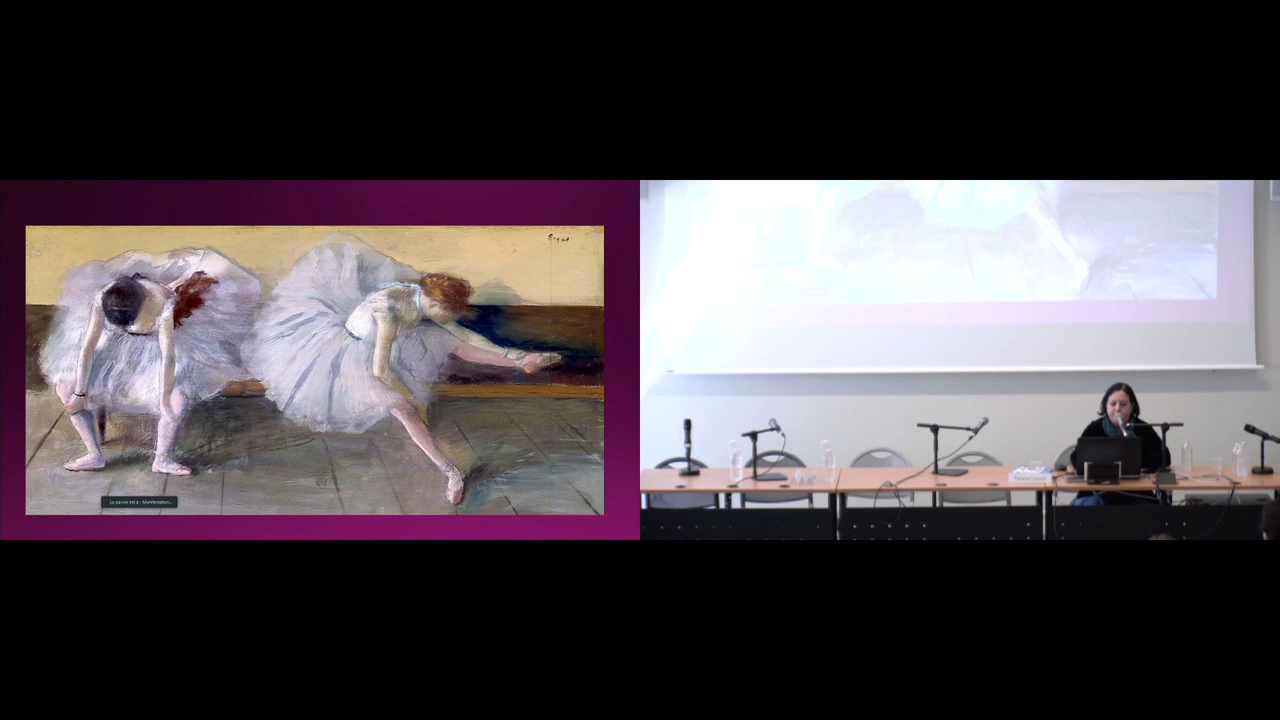 Degas
La parole est à : Manifestation...